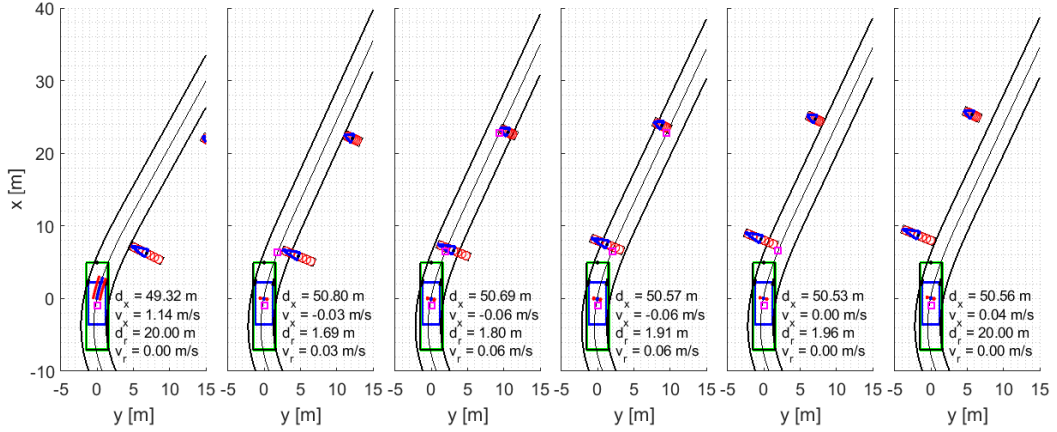 40
30
20
10
0
-10
x [m]
d_x = 49.32 m
v_x = 1.14 m/s
d_r = 20.00 m
v_r = 0.00 m/s
d_x = 50.80 m
v_x = -0.03 m/s
d_r = 1.69 m
v_r = 0.03 m/s
d_x = 50.69 m
v_x = -0.06 m/s
d_r = 1.80 m
v_r = 0.06 m/s
d_x = 50.57 m
v_x = -0.06 m/s
d_r = 1.91 m
v_r = 0.06 m/s
d_x = 50.53 m
v_x = 0.00 m/s
d_r = 1.96 m
v_r = 0.00 m/s
d_x = 50.56 m
v_x = 0.04 m/s
d_r = 20.00 m
v_r = 0.00 m/s
-5 0 5 10 15 -5 0 5 10 15 -5 0 5 10 15 -5 0 5 10 15 -5 0 5 10 15 -5 0 5 10 15
y [m] y [m] y [m] y [m] y [m] y [m]